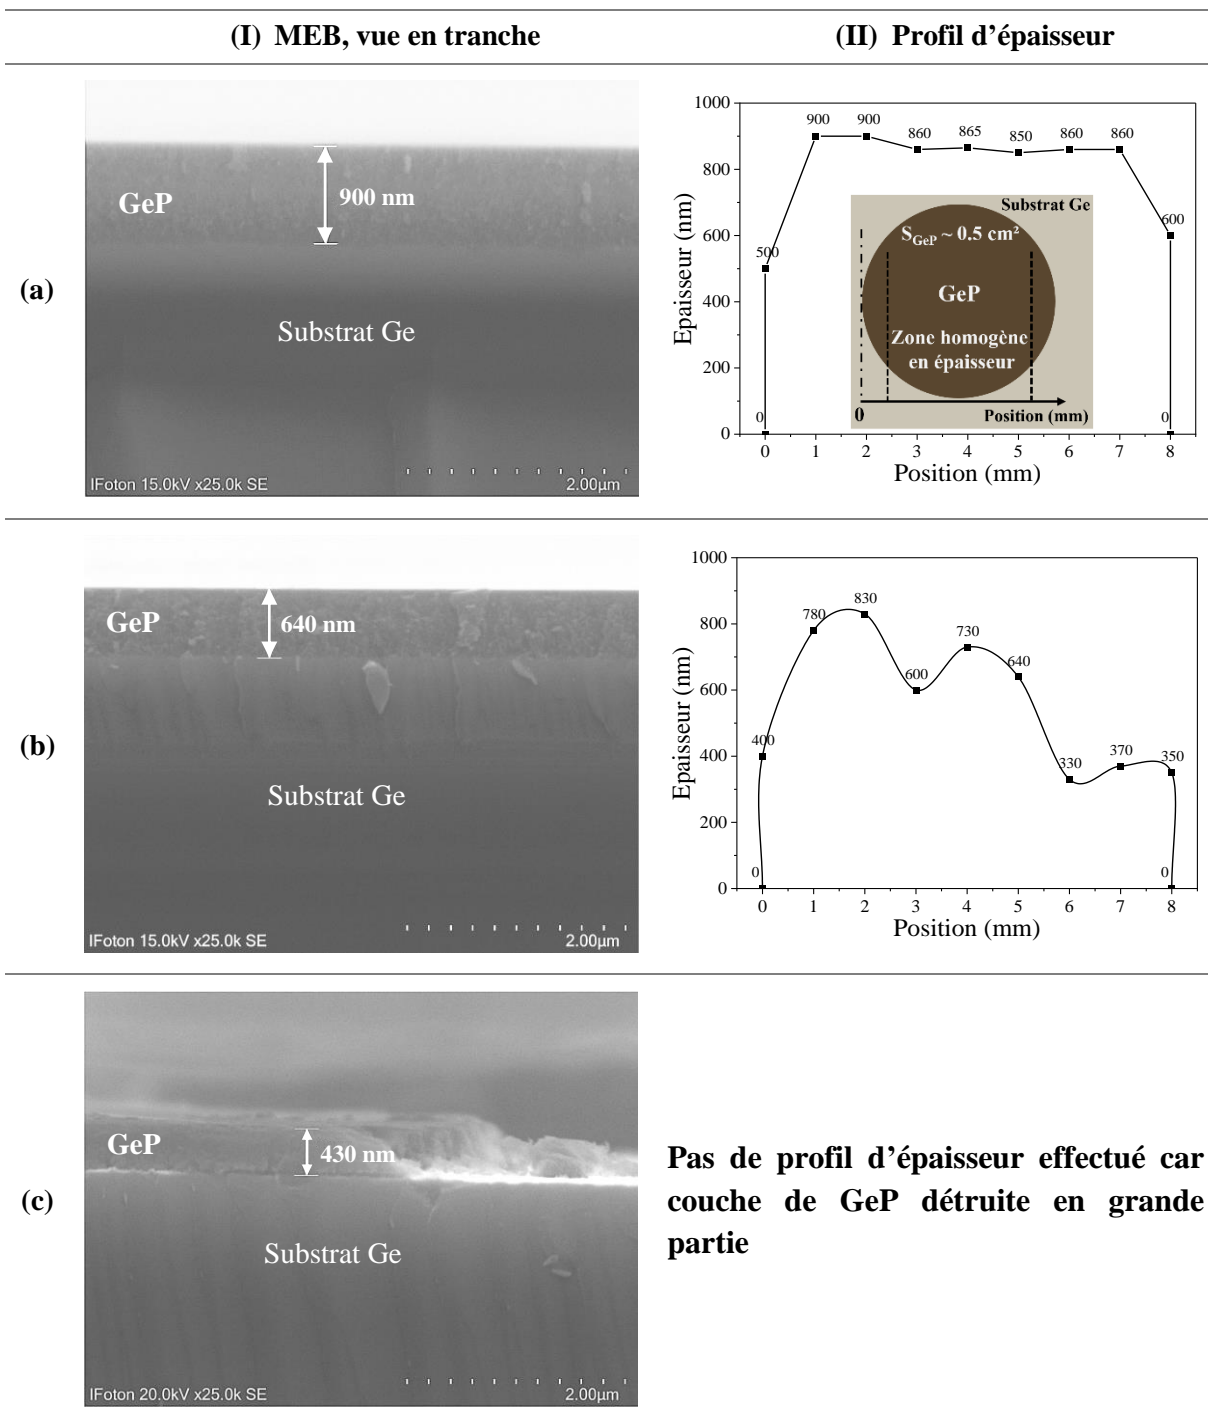 (I) MEB, vue en tranche
(II) Profil d’épaisseur
(a)
GeP
900 nm
Substrat Ge
IFoton 15.0kV x25.0k SE
2.00µm
Epaisseur (nm)
1000
800
600
400
200
0
0
500
900
900
860
865
850
860
860
600
0
Substrat Ge
S_GeP ~ 0.5 cm²
GeP
Zone homogène
en épaisseur
0
Position (mm)
0 1 2 3 4 5 6 7 8
Position (mm)
(b)
GeP
640 nm
Substrat Ge
IFoton 15.0kV x25.0k SE
2.00µm
Epaisseur (nm)
1000
800
600
400
200
0
0
400
780
830
600
730
640
330
370
350
0
0 1 2 3 4 5 6 7 8
Position (mm)
(c)
GeP
430 nm
Substrat Ge
IFoton 20.0kV x25.0k SE
2.00µm
Pas de profil d’épaisseur effectué car
couche de GeP détruite en grande
partie